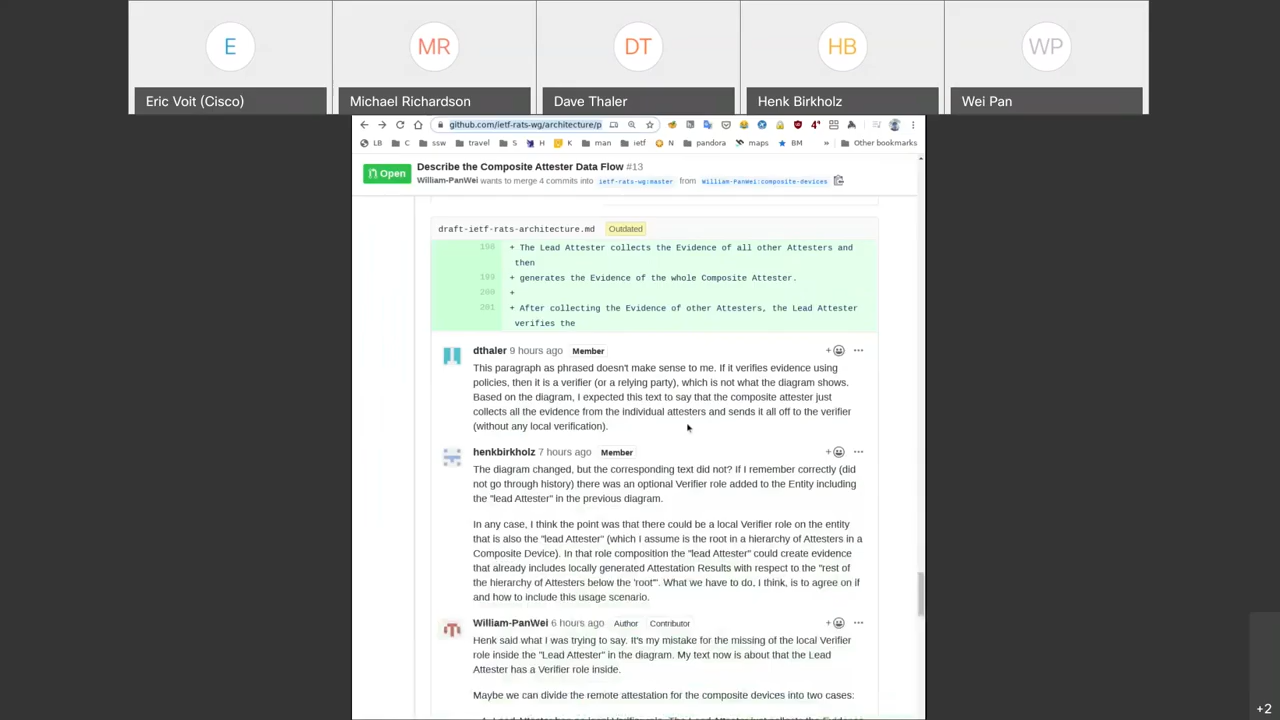 E
MR
DT
HB
WP
Eric Voit (Cisco)
Michael Richardson
Dave Thaler
Henk Birkholz
Wei Pan
github.com/ietf-rats-wg/architecture/p
LB
C
ssw
travel
S
H
K
man
ietf
N
pandora
maps
BM
»
Other bookmarks
Open
Describe the Composite Attester Data Flow #13
William-PanWei wants to merge 4 commits into ietf-rats-wg:master from William-PanWei:composite-devices
draft-ietf-rats-architecture.md Outdated
198 + The Lead Attester collects the Evidence of all other Attesters and
then
199 + generates the Evidence of the whole Composite Attester.
200 +
201 + After collecting the Evidence of other Attesters, the Lead Attester
verifies the
dthaler 9 hours ago Member
This paragraph as phrased doesn't make sense to me. If it verifies evidence using
policies, then it is a verifier (or a relying party), which is not what the diagram shows.
Based on the diagram, I expected this text to say that the composite attester just
collects all the evidence from the individual attesters and sends it all off to the verifier
(without any local verification).
henkbirkholz 7 hours ago Member
The diagram changed, but the corresponding text did not? If I remember correctly (did
not go through history) there was an optional Verifier role added to the Entity including
the "lead Attester" in the previous diagram.
In any case, I think the point was that there could be a local Verifier role on the entity
that is also the "lead Attester" (which I assume is the root in a hierarchy of Attesters in a
Composite Device). In that role composition the "lead Attester" could create evidence
that already includes locally generated Attestation Results with respect to the "rest of
the hierarchy of Attesters below the 'root'". What we have to do, I think, is to agree on if
and how to include this usage scenario.
William-PanWei 6 hours ago Author Contributor
Henk said what I was trying to say. It's my mistake for the missing of the local Verifier
role inside the "Lead Attester" in the diagram. My text now is about that the Lead
Attester has a Verifier role inside.
Maybe we can divide the remote attestation for the composite devices into two cases:
+2